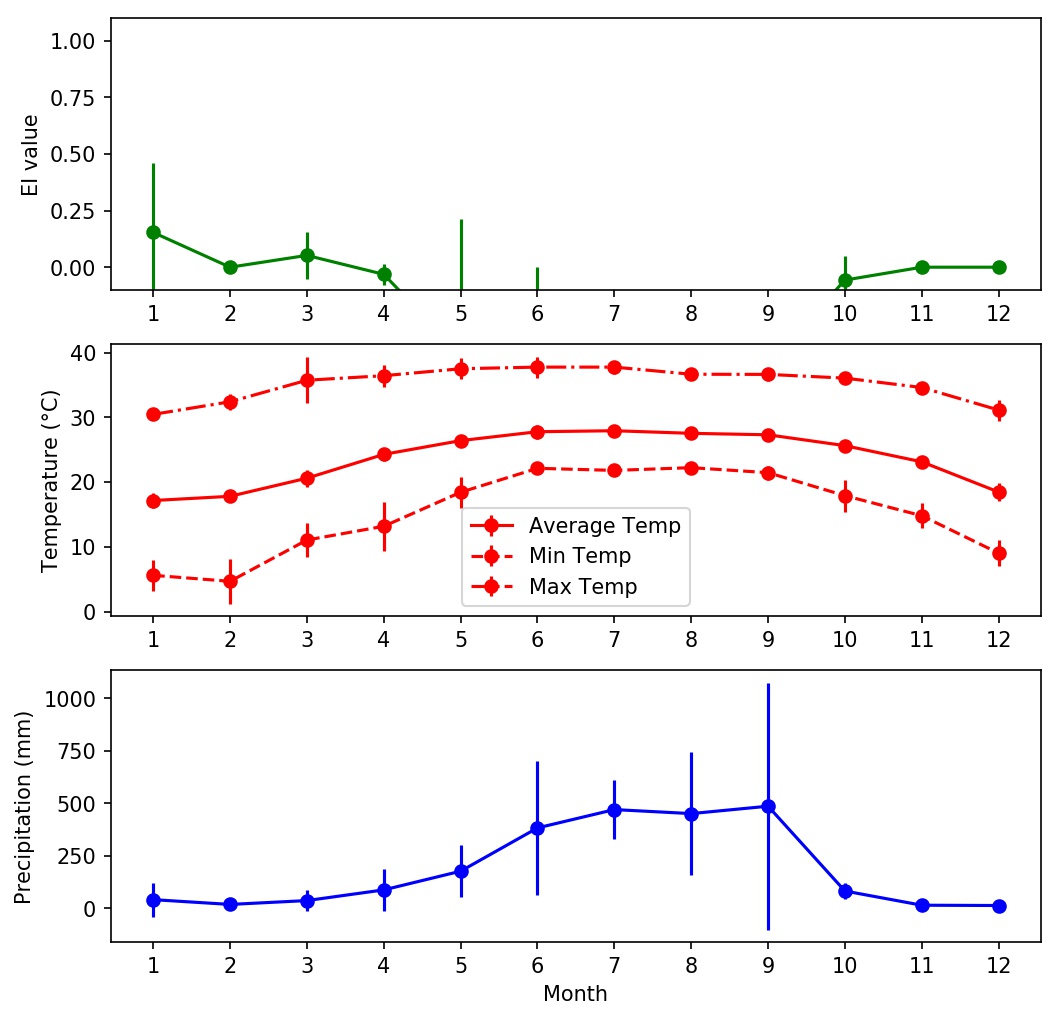 EI value
1.00
0.75
0.50
0.25
0.00
1 2 3 4 5 6 7 8 9 10 11 12
Temperature (°C)
40
30
20
10
0
Average Temp
Min Temp
Max Temp
1 2 3 4 5 6 7 8 9 10 11 12
Precipitation (mm)
1000
750
500
250
0
1 2 3 4 5 6 7 8 9 10 11 12
Month